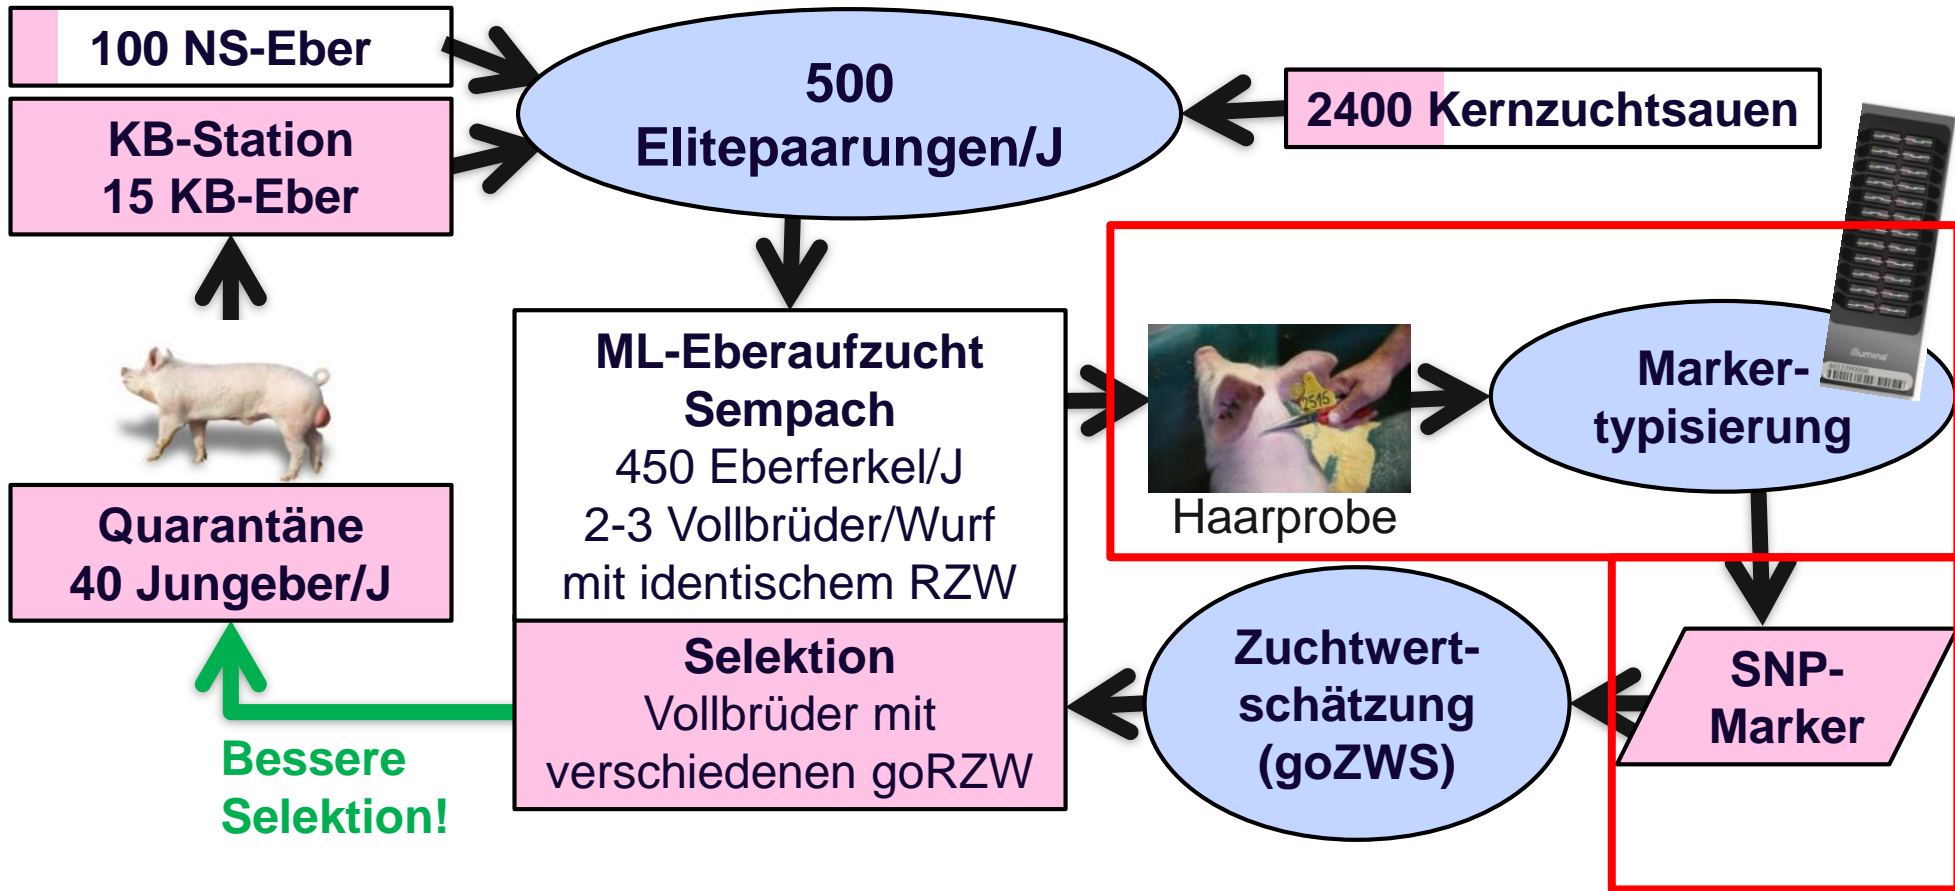 100 NS-Eber
KB-Station
15 KB-Eber
500
Elitepaarungen/J
2400 Kernzuchtsauen
illumina
ML-Eberaufzucht
Sempach
450 Eberferkel/J
2-3 Vollbrüder/Wurf
mit identischem RZW
2515
Haarprobe
Marker-
typisierung
Quarantäne
40 Jungeber/J
Selektion
Vollbrüder mit
verschiedenen goRZW
Zuchtwert-
schätzung
(goZWS)
SNP-
Marker
Bessere
Selektion!